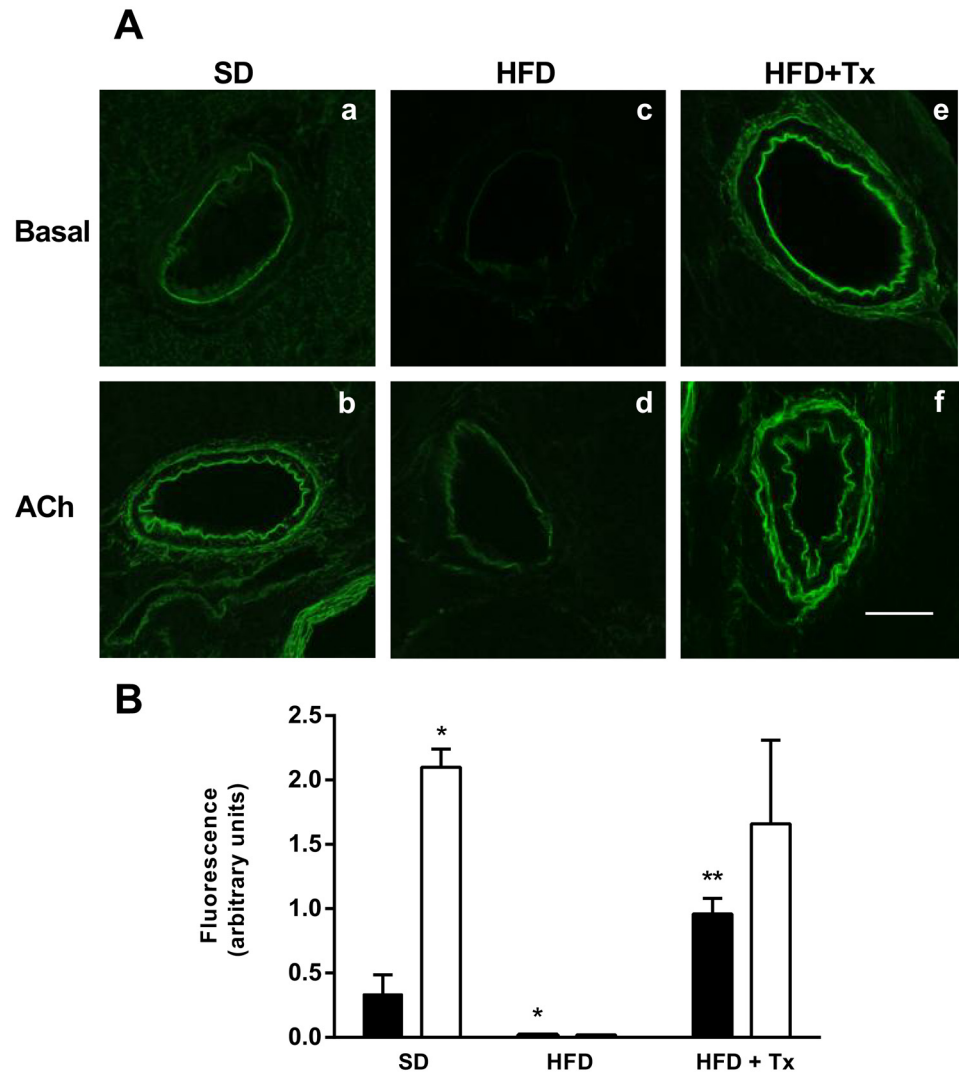 A
SD HFD HFD+Tx
a c e
Basal
b d f
ACh
B
2.5
*
2.0
1.5
Fluorescence
(arbitrary units)
**
1.0
0.5
*
0.0
SD HFD HFD + Tx